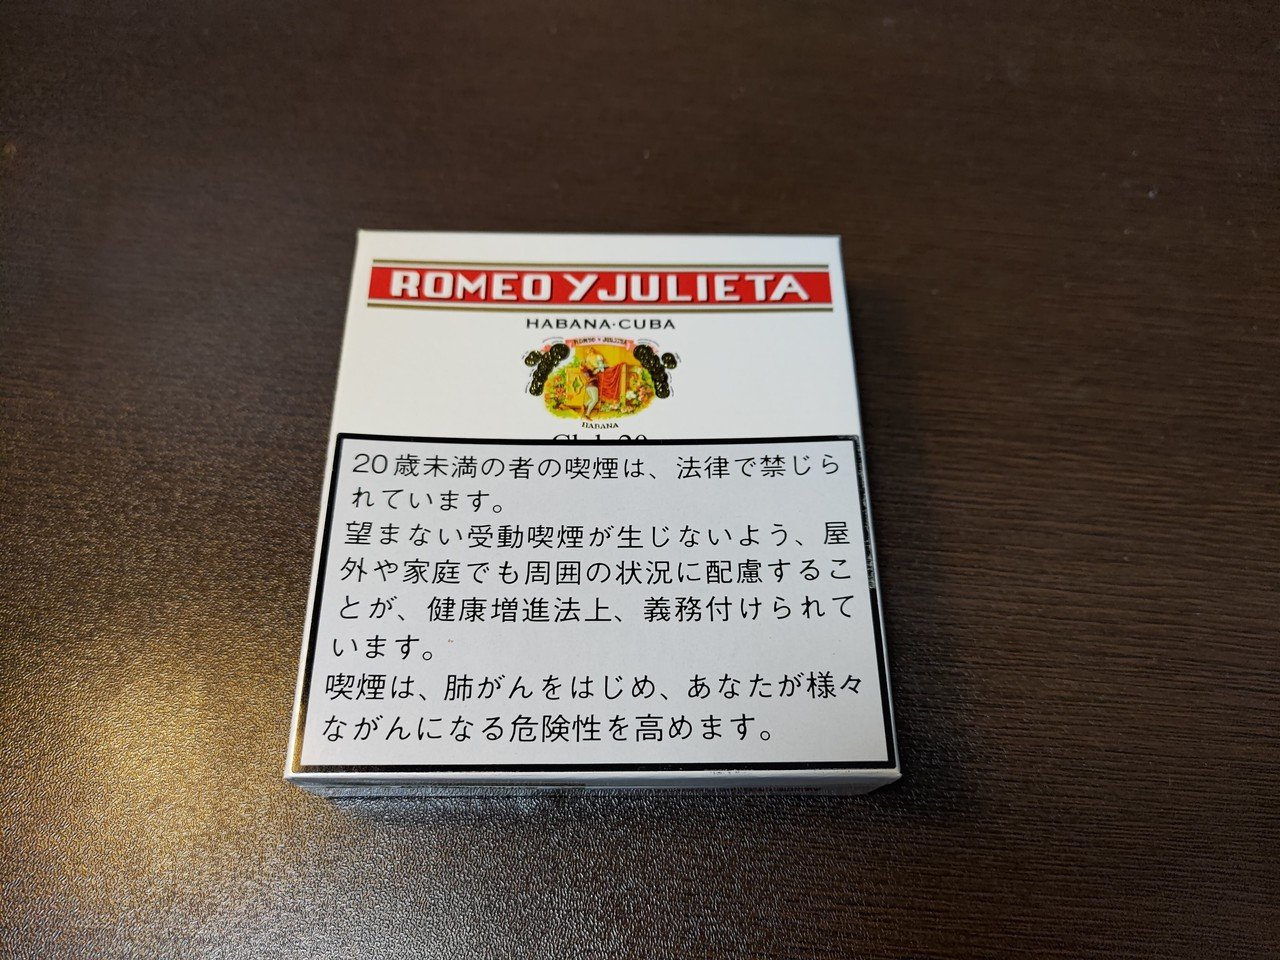 ROMEO Y JULIETA
HABANA·CUBA
ROMEO Y JULIETA
HABANA
20歳未満の者の喫煙は、法律で禁じら
れています。
望まない受動喫煙が生じないよう、屋
外や家庭でも周囲の状況に配慮するこ
とが、健康増進法上、義務付けられて
います。
喫煙は、肺がんをはじめ、あなたが様々
ながんになる危険性を高めます。